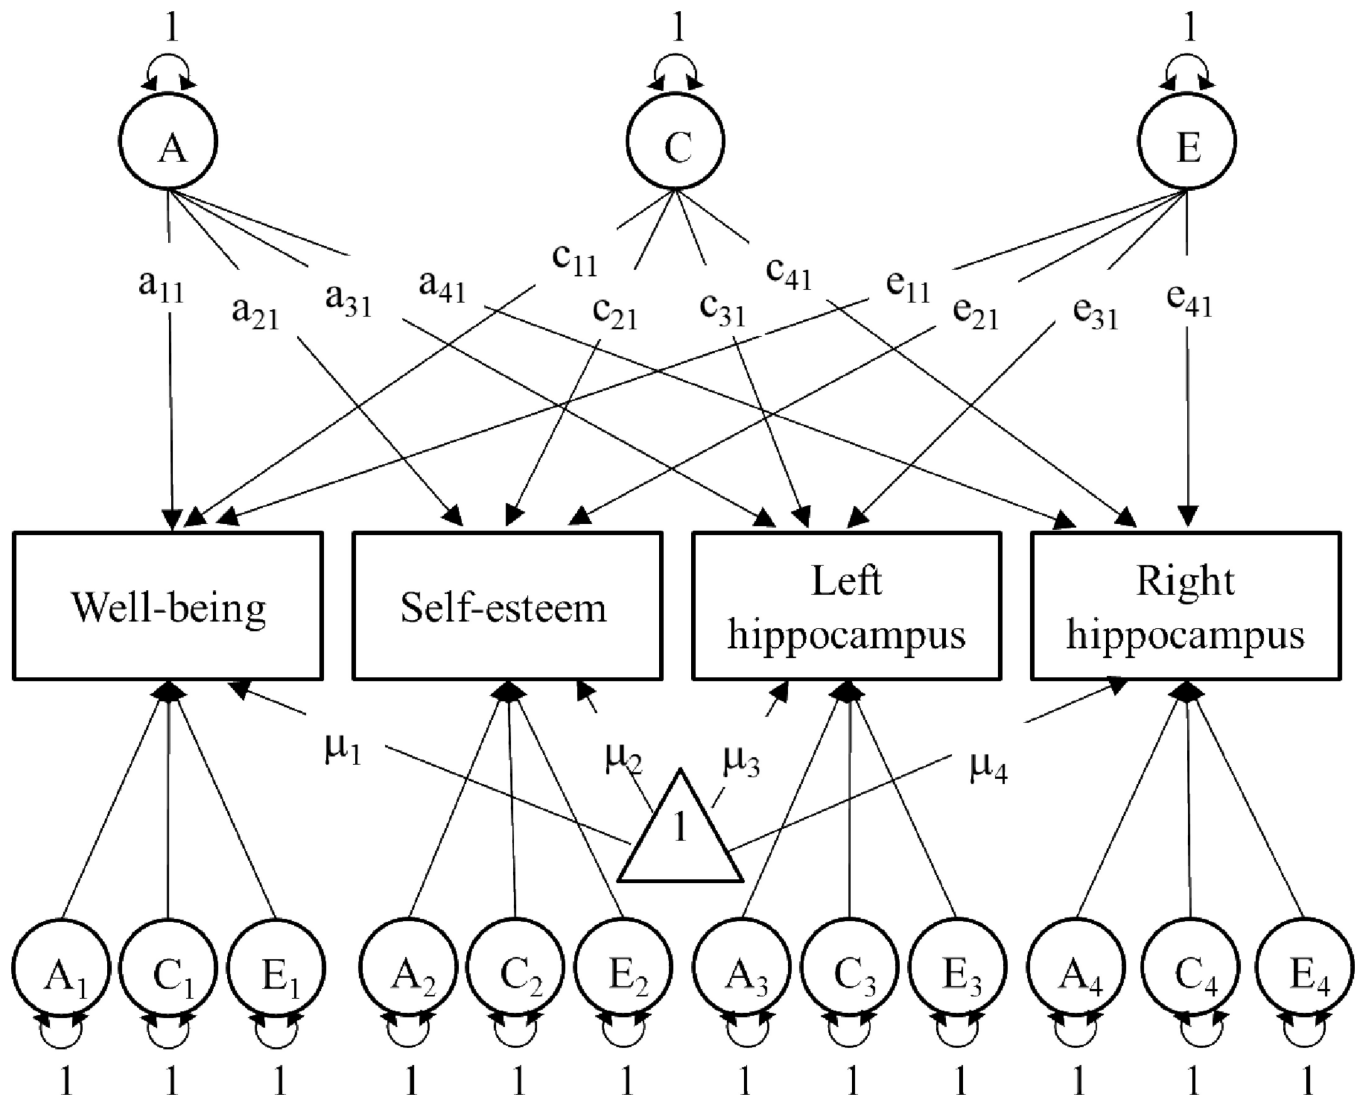 1 1 1
A C E
a11 a21 a31 a41 c11 c21 c31 c41 e11 e21 e31 e41
Well-being
Self-esteem
Left
hippocampus
Right
hippocampus
μ1 μ2 μ3 μ4
1
A1 C1 E1 A2 C2 E2 A3 C3 E3 A4 C4 E4
1 1 1 1 1 1 1 1 1 1 1 1